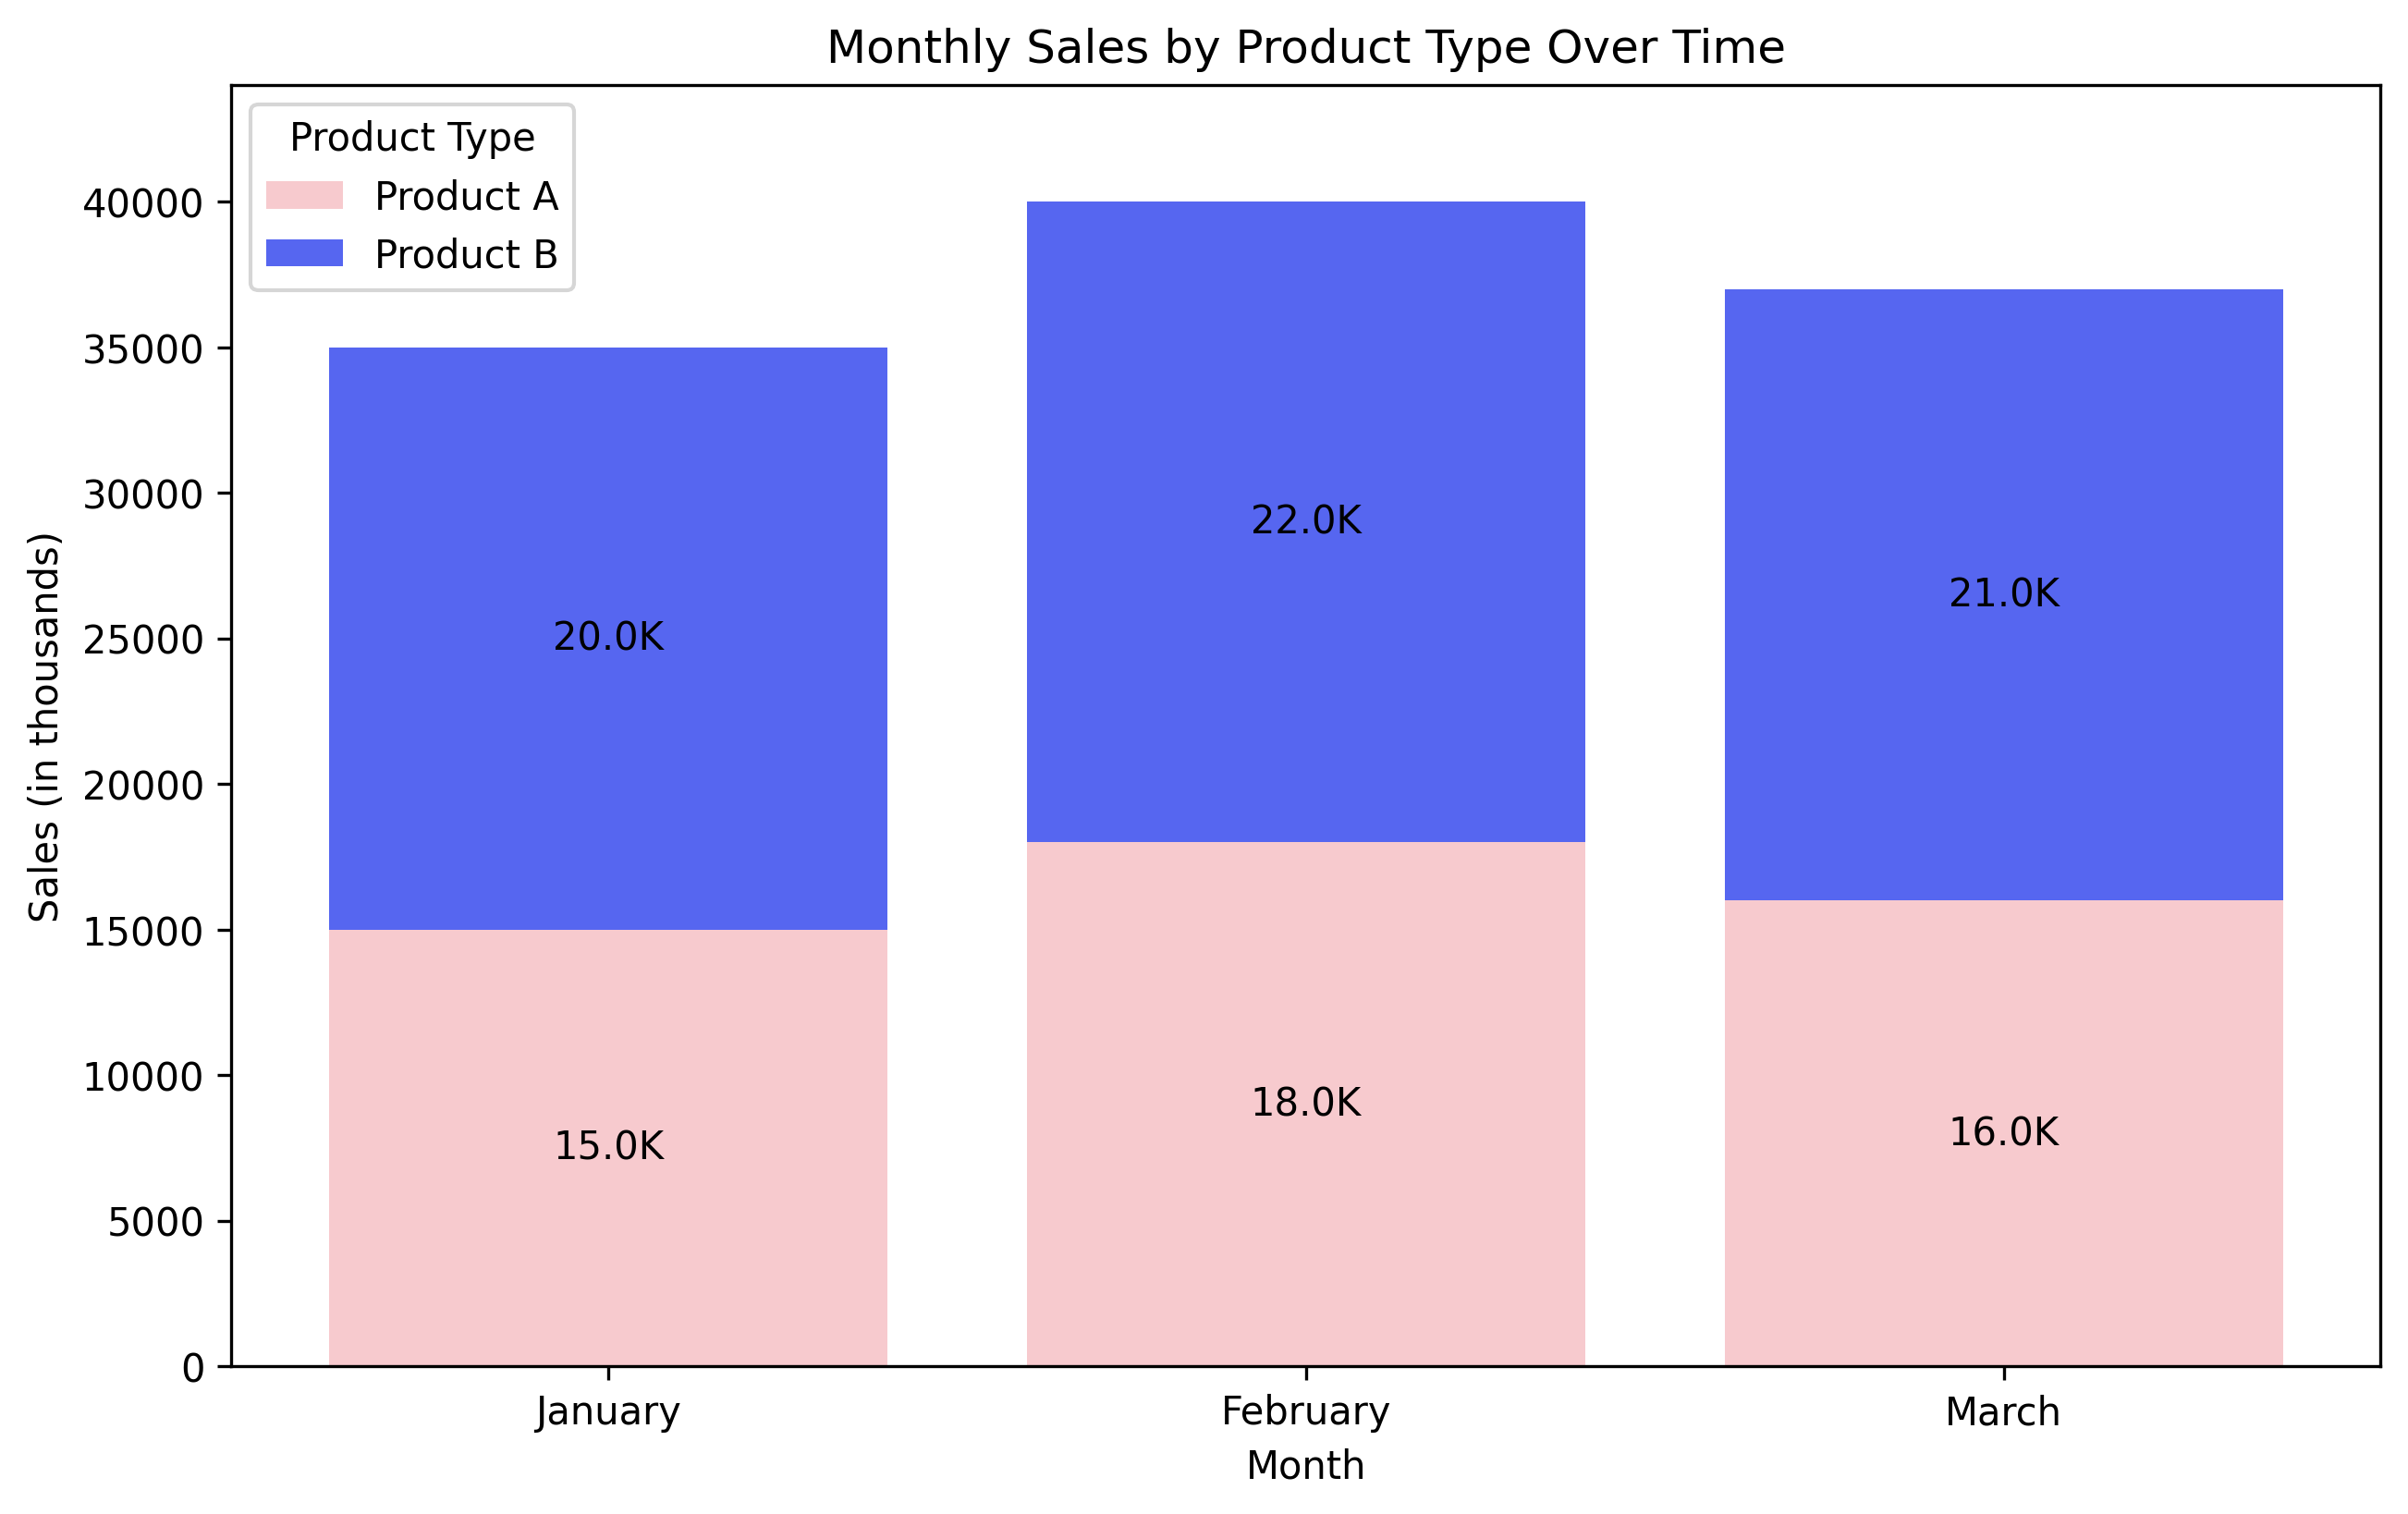 Monthly Sales by Product Type Over Time
Product Type
Product A
Product B
40000
35000
30000
25000
20000
15000
10000
5000
0
Sales (in thousands)
20.0K
15.0K
22.0K
18.0K
21.0K
16.0K
January
February
March
Month